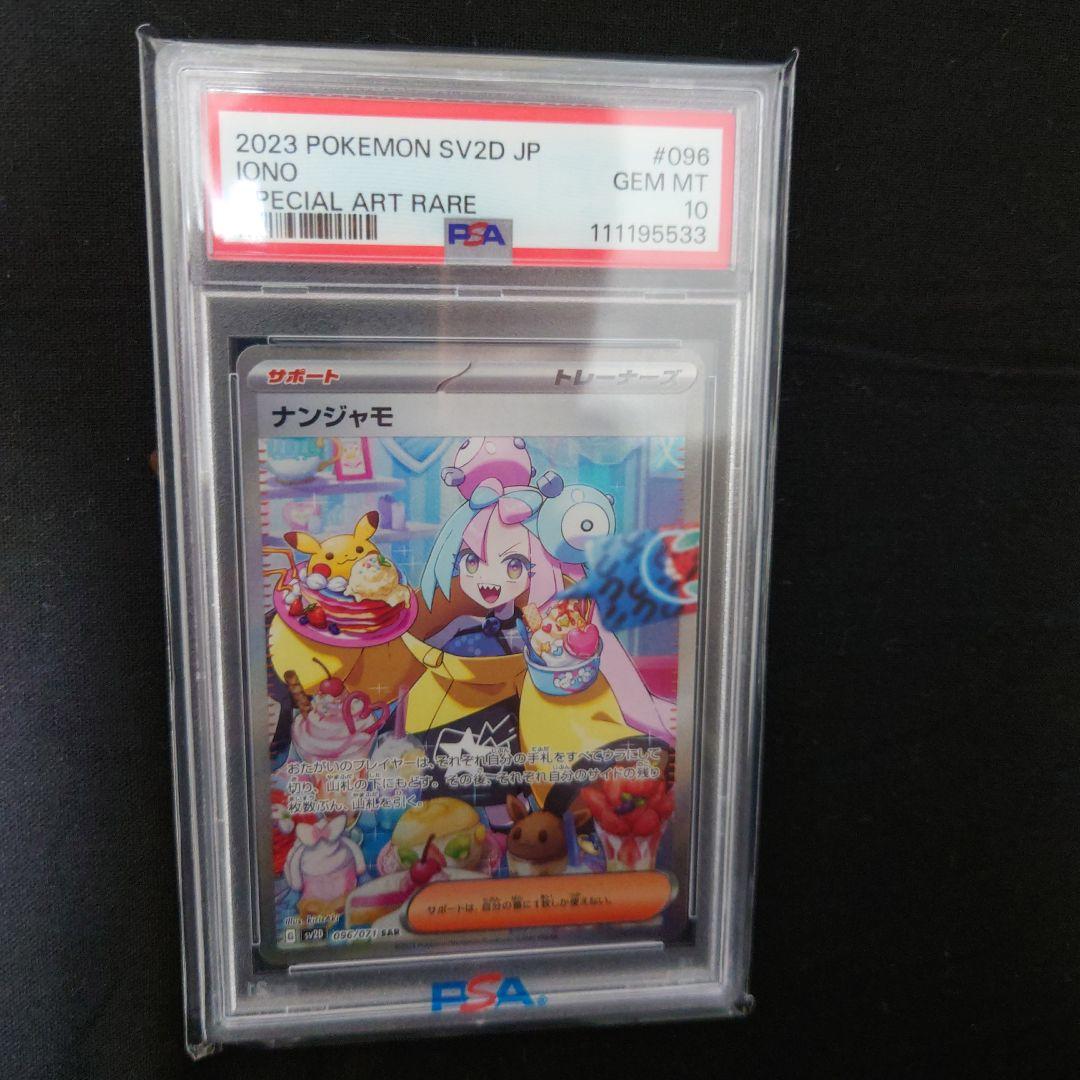 2023 POKEMON SV2D JP
#096
IONO
GEM MT
SPECIAL ART RARE
10
PSA
111195533
サポート
トレーナーズ
ナンジャモ
おたがいのプレイヤーは、それぞれ自分の手札をすべてウラにして
切り、山札の下にもどす。その後、それぞれ自分のサイドの残り
枚数ぶん、山札を引く。
サポートは、自分の番に1枚しか使えない。
illus. kirisAki
G SV2D 096/071 SAR
PSA